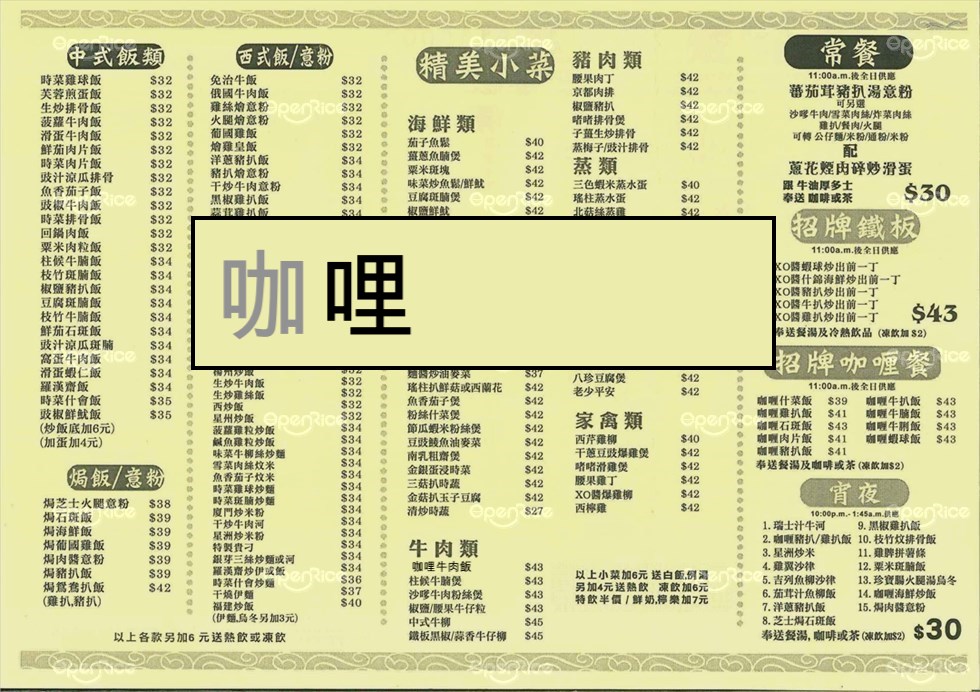 中式飯類
時菜雞球飯 $32
芙蓉煎蛋飯 $32
生炒排骨飯 $32
菠蘿牛肉飯 $32
滑蛋牛肉飯 $32
鮮茄肉片飯 $32
時菜肉片飯 $32
豉汁涼瓜排骨 $32
魚香茄子飯 $32
豉椒牛肉飯 $32
時菜排骨飯 $32
回鍋肉飯 $32
粟米肉粒飯 $32
柱候牛腩飯 $34
枝竹斑腩飯 $34
椒鹽豬扒飯 $34
豆腐斑腩飯 $34
枝竹牛腩飯 $34
鮮茄石斑飯 $34
豉汁涼瓜斑腩 $34
窩蛋牛肉飯 $34
滑蛋蝦仁飯 $34
羅漢齋飯 $34
時菜什會飯 $35
豉椒鮮魷飯 $35
(炒飯底加6元)
(加蛋加4元)
焗飯/意粉
焗芝士火腿意粉 $38
焗石斑飯 $39
焗海鮮飯 $39
焗葡國雞飯 $39
焗肉醬意粉 $39
焗豬扒飯 $39
焗鴛鴦扒飯 $42
(雞扒,豬扒)
西式飯/意粉
免治牛飯 $32
俄國牛肉飯 $32
雞絲燴意粉 $32
火腿燴意粉 $32
葡國雞飯 $32
燴雞皇飯 $32
洋蔥豬扒飯 $34
豬扒燴意粉 $34
干炒牛肉意粉 $34
黑椒雞扒飯 $34
蒜茸雞扒飯 $34
咖哩
楊州炒飯 $32
生炒牛肉飯 $32
生炒雞絲飯 $32
西炒飯 $32
星州炒飯 $32
菠蘿雞粒炒飯 $34
鹹魚雞粒炒飯 $34
味菜牛柳絲炒麵 $34
雪菜肉絲炆米 $34
魚香茄子炆米 $34
時菜雞球炒麵 $34
時菜斑腩炒麵 $34
廈門炒米粉 $34
干炒牛肉河 $34
星洲炒米粉 $34
特製貴刁 $34
銀芽三絲炒麵或河 $34
羅漢齋炒伊或飯 $34
時菜什會炒麵 $36
干燒伊麵 $37
福建炒飯 $40
(伊麵,烏冬另加3元)
以上各款另加6 元送熱飲或凍飲
精美小菜
海鮮類
茄子魚鬆 $40
薑蔥魚腩煲 $42
粟米斑塊 $42
味菜炒魚鬆/鮮魷 $42
豆腐斑腩煲 $42
椒鹽鮮魷 $42
麵醬炒油麥菜 $37
瑤柱扒鮮菇或西蘭花 $42
魚香茄子煲 $42
粉絲什菜煲 $42
節瓜蝦米粉絲煲 $42
豆豉鯪魚油麥菜 $42
南乳粗齋煲 $42
金銀蛋浸時菜 $42
三菇扒時蔬 $42
金菇扒玉子豆腐 $42
清炒時蔬 $27
牛肉類
咖哩牛肉飯 $43
柱候牛腩煲 $43
沙嗲牛肉粉絲煲 $43
椒鹽/腰果牛仔粒 $43
中式牛柳 $45
鐵板黑椒/蒜香牛仔柳 $45
豬肉類
腰果肉丁 $42
京都肉排 $42
椒鹽豬扒 $42
啫啫排骨煲 $42
子薑生炒排骨 $42
蒸梅子/豉汁排骨 $42
蒸類
三色蝦米蒸水蛋 $40
瑤柱蒸水蛋 $42
北菇絲蒸雞 $42
八珍豆腐煲 $42
老少平安 $42
家禽類
西芹雞柳 $40
干蔥豆豉爆雞煲 $42
啫啫滑雞煲 $42
腰果雞丁 $42
XO醬爆雞柳 $42
西檸雞 $42
以上小菜加6元 送白飯,例湯
另加4元送熱飲 凍飲加6元
特飲半價 / 鮮奶,檸樂加7元
常餐
11:00a.m.後全日供應
蕃茄茸豬扒湯意粉
可另選
沙嗲牛肉/雪菜肉絲/炸菜肉絲
雞扒/餐肉/火腿
可轉 公仔麵/米粉/通粉/米粉
配
蔥花煙肉碎炒滑蛋
跟 牛油厚多士
奉送 咖啡或茶 $30
招牌鐵板
11:00a.m.後全日供應
XO醬蝦球炒出前一丁
XO醬什錦海鮮炒出前一丁
XO醬豬扒炒出前一丁
XO醬牛扒炒出前一丁
XO醬雞扒炒出前一丁 $43
奉送餐湯及冷熱飲品 (凍飲加 $2)
招牌咖喱餐
11:00a.m.後全日供應
咖喱什菜飯 $39 咖喱牛扒飯 $43
咖喱雞扒飯 $41 咖喱牛腩飯 $43
咖喱石斑飯 $43 咖喱牛脷飯 $43
咖喱肉片飯 $41 咖喱蝦球飯 $43
咖喱豬扒飯 $41
奉送餐湯及咖啡或茶 (凍飲加$2)
宵夜
10:00p.m.- 1:45a.m.供應
1. 瑞士汁牛河 9. 黑椒雞扒飯
2. 咖喱豬扒/雞扒飯 10. 枝竹炆排骨飯
3. 星洲炒米 11. 雞髀拼薯條
4. 雞翼沙律 12. 粟米斑腩飯
5. 吉列魚柳沙律 13. 珍寶腸火腿湯烏冬
6. 茄汁什魚柳飯 14. 咖喱海鮮炒飯
7. 洋蔥豬扒飯 15. 焗肉醬意粉
8. 芝士焗石斑飯
奉送餐湯, 咖啡或茶 (凍飲加$2) $30